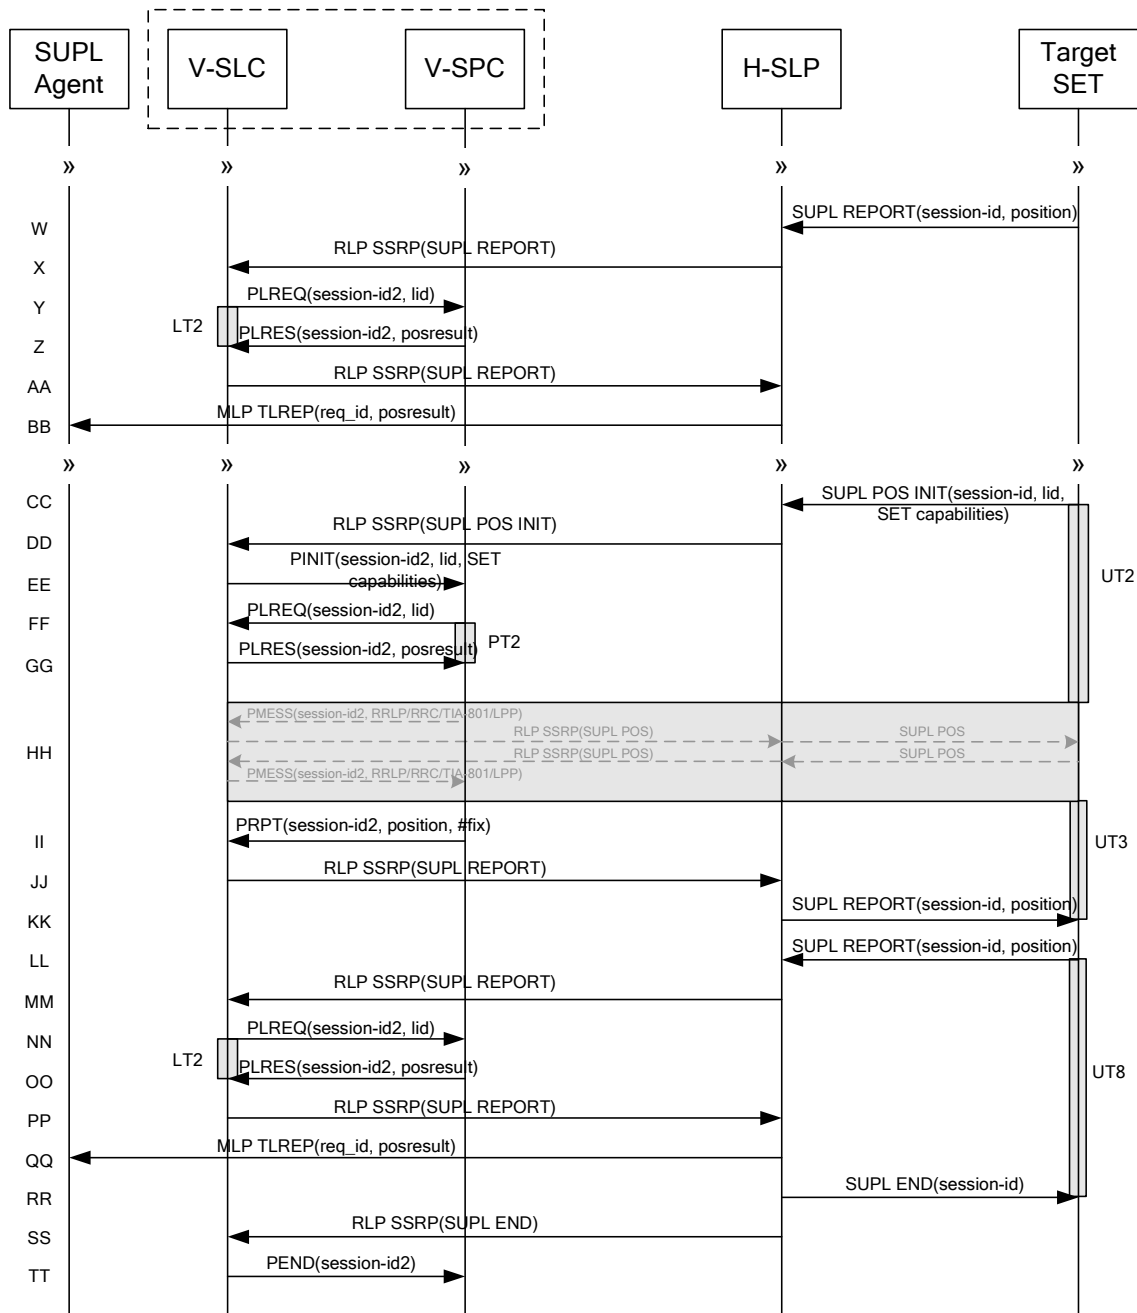 SUPL
Agent
V-SLC
V-SPC
H-SLP
Target
SET
» » » » »
W
SUPL REPORT(session-id, position)
X
RLP SSRP(SUPL REPORT)
Y
PLREQ(session-id2, lid)
LT2
Z
PLRES(session-id2, posresult)
AA
RLP SSRP(SUPL REPORT)
BB
MLP TLREP(req_id, posresult)
» » » » »
CC
SUPL POS INIT(session-id, lid,
SET capabilities)
DD
RLP SSRP(SUPL POS INIT)
EE
PINIT(session-id2, lid, SET
capabilities)
UT2
FF
PLREQ(session-id2, lid)
PT2
GG
PLRES(session-id2, posresult)
HH
PMESS(session-id2, RRLP/RRC/TIA-801/LPP)
RLP SSRP(SUPL POS)
SUPL POS
RLP SSRP(SUPL POS)
SUPL POS
PMESS(session-id2, RRLP/RRC/TIA-801/LPP)
II
PRPT(session-id2, position, #fix)
UT3
JJ
RLP SSRP(SUPL REPORT)
KK
SUPL REPORT(session-id, position)
LL
SUPL REPORT(session-id, position)
MM
RLP SSRP(SUPL REPORT)
NN
PLREQ(session-id2, lid)
LT2
OO
PLRES(session-id2, posresult)
UT8
PP
RLP SSRP(SUPL REPORT)
QQ
MLP TLREP(req_id, posresult)
RR
SUPL END(session-id)
SS
RLP SSRP(SUPL END)
TT
PEND(session-id2)